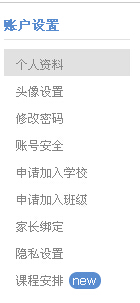 账户设置
个人资料
头像设置
修改密码
账号安全
申请加入学校
申请加入班级
家长绑定
隐私设置
课程安排 new